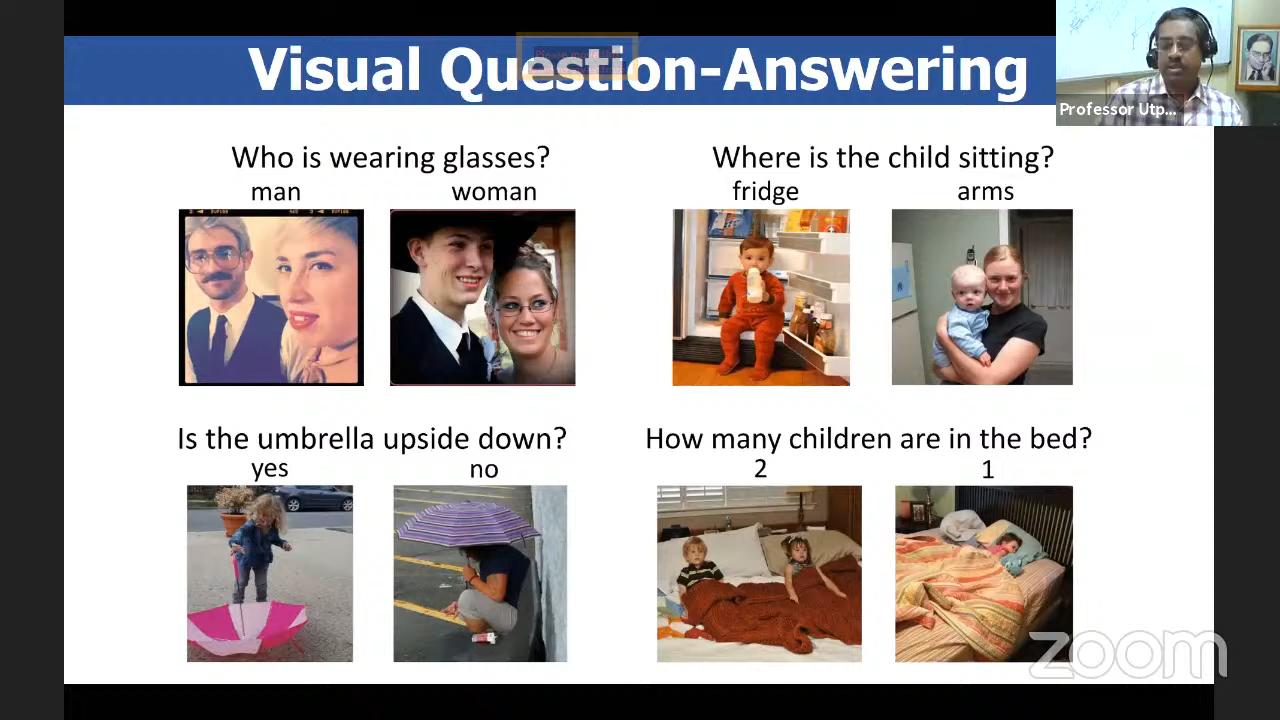 Visual Question-Answering
Professor Utp...
Who is wearing glasses?
man woman
Where is the child sitting?
fridge arms
Is the umbrella upside down?
yes no
How many children are in the bed?
2 1
zoom